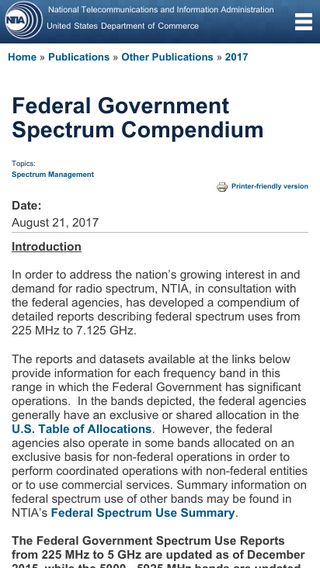 NTIA
National Telecommunications and Information Administration
United States Department of Commerce
Home » Publications » Other Publications » 2017
Federal Government
Spectrum Compendium
Topics:
Spectrum Management
Printer-friendly version
Date:
August 21, 2017
Introduction
In order to address the nation's growing interest in and
demand for radio spectrum, NTIA, in consultation with
the federal agencies, has developed a compendium of
detailed reports describing federal spectrum uses from
225 MHz to 7.125 GHz.
The reports and datasets available at the links below
provide information for each frequency band in this
range in which the Federal Government has significant
operations.  In the bands depicted, the federal agencies
generally have an exclusive or shared allocation in the
U.S. Table of Allocations.  However, the federal
agencies also operate in some bands allocated on an
exclusive basis for non-federal operations in order to
perform coordinated operations with non-federal entities
or to use commercial services. Summary information on
federal spectrum use of other bands may be found in
NTIA's Federal Spectrum Use Summary.
The Federal Government Spectrum Use Reports
from 225 MHz to 5 GHz are updated as of December
2015, while the 5000 - 5925 MHz bands are updated